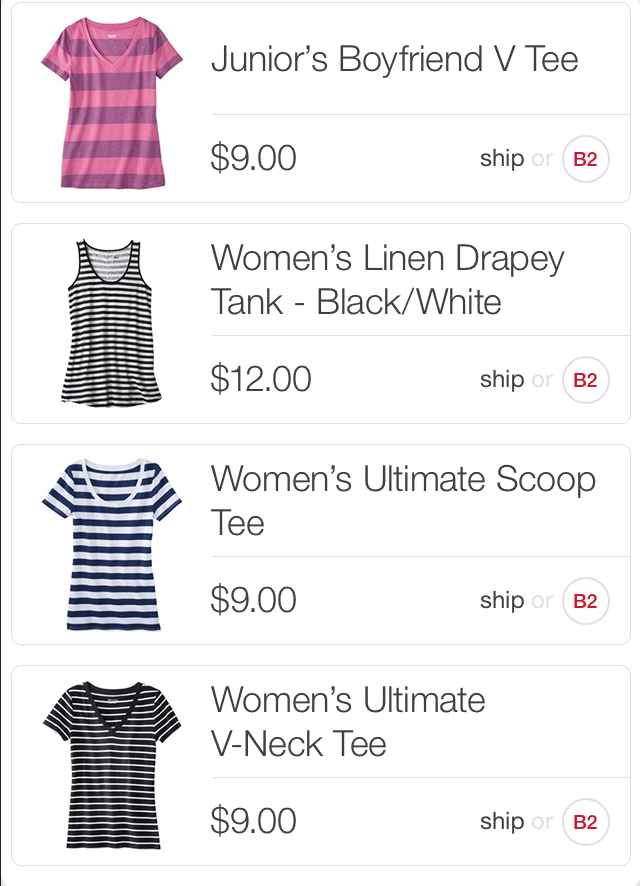 Junior’s Boyfriend V Tee
$9.00
ship or B2
Women’s Linen Drapey
Tank - Black/White
$12.00
ship or B2
Women’s Ultimate Scoop
Tee
$9.00
ship or B2
Women’s Ultimate
V-Neck Tee
$9.00
ship or B2